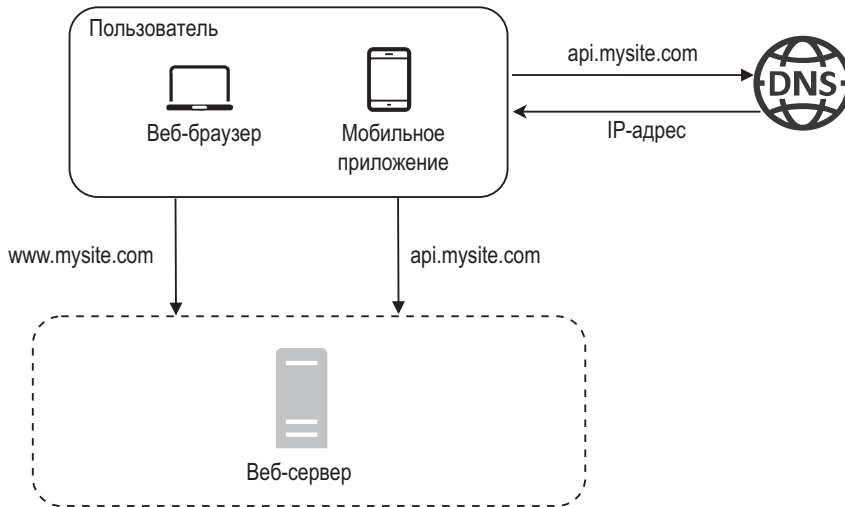 Пользователь
api.mysite.com
DNS
IP-адрес
Веб-браузер
Мобильное
приложение
www.mysite.com
api.mysite.com
Веб-сервер